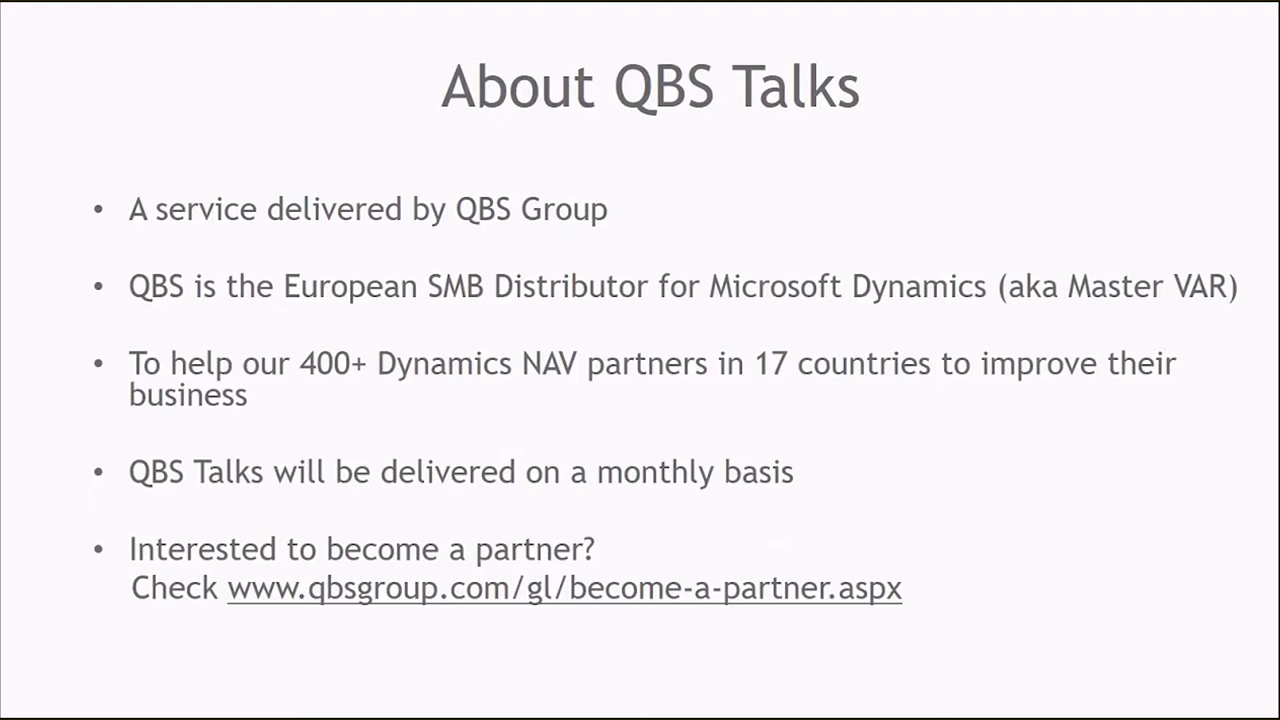 About QBS Talks
• A service delivered by QBS Group
• QBS is the European SMB Distributor for Microsoft Dynamics (aka Master VAR)
• To help our 400+ Dynamics NAV partners in 17 countries to improve their
business
• QBS Talks will be delivered on a monthly basis
• Interested to become a partner?
Check www.qbsgroup.com/gl/become-a-partner.aspx